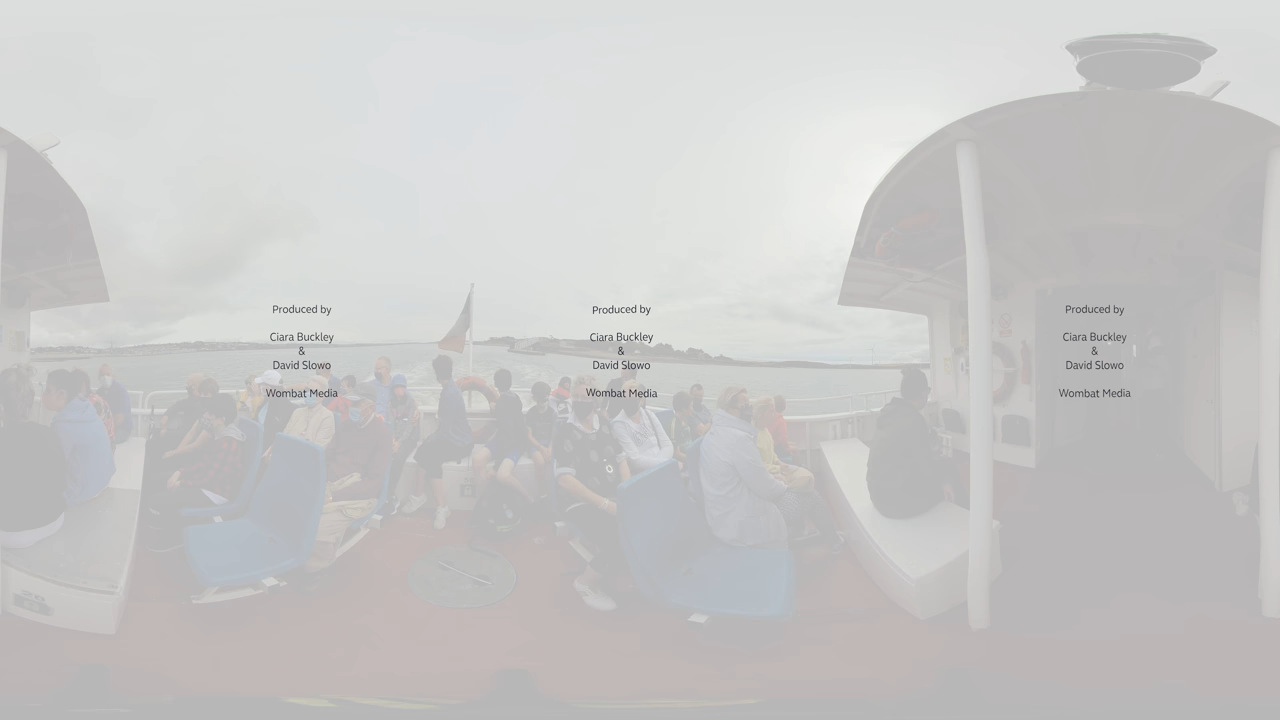 Produced by
Ciara Buckley
&
David Slowo
Wombat Media
Produced by
Ciara Buckley
&
David Slowo
Wombat Media
Produced by
Ciara Buckley
&
David Slowo
Wombat Media